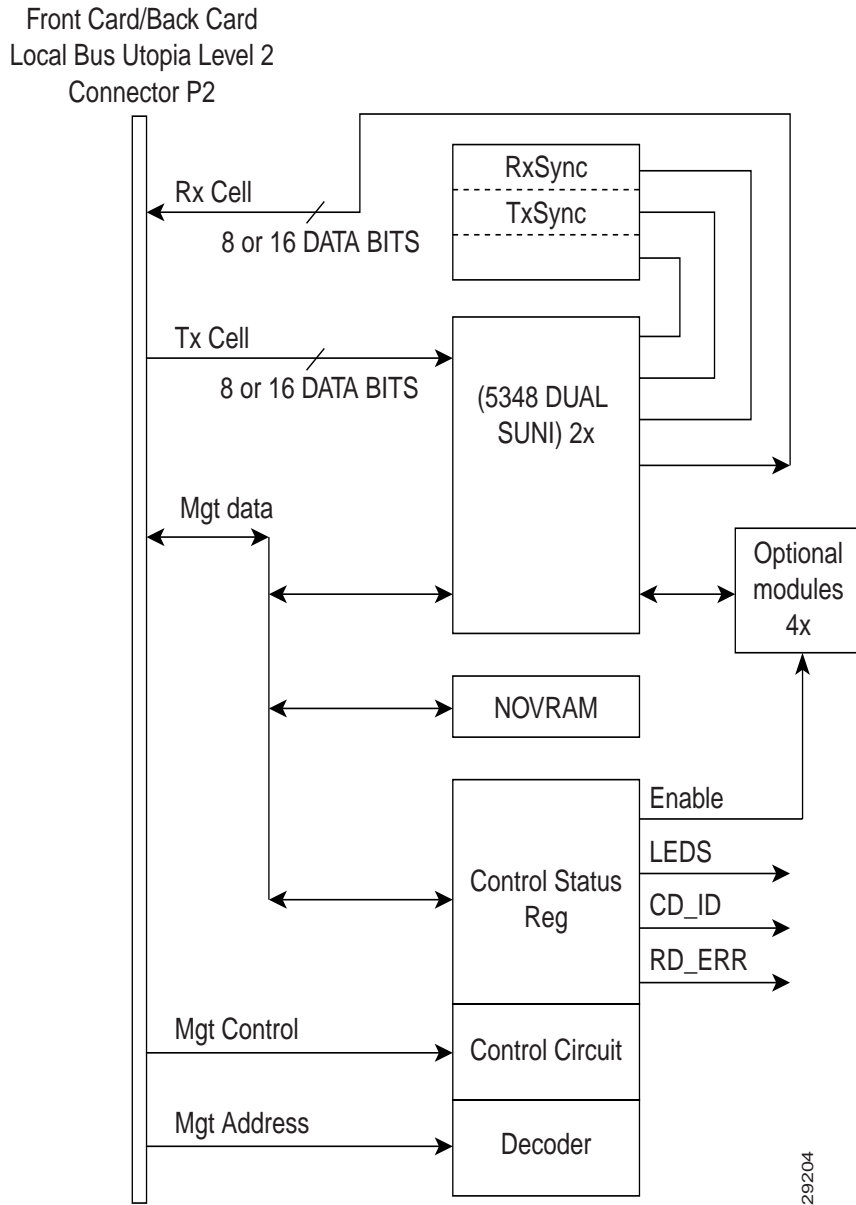 Front Card/Back Card
Local Bus Utopia Level 2
Connector P2
Rx Cell
8 or 16 DATA BITS
RxSync
TxSync
Tx Cell
8 or 16 DATA BITS
(5348 DUAL
SUNI) 2x
Mgt data
Optional
modules
4x
NOVRAM
Enable
LEDS
Control Status
Reg
CD_ID
RD_ERR
Mgt Control
Control Circuit
Mgt Address
Decoder
29204